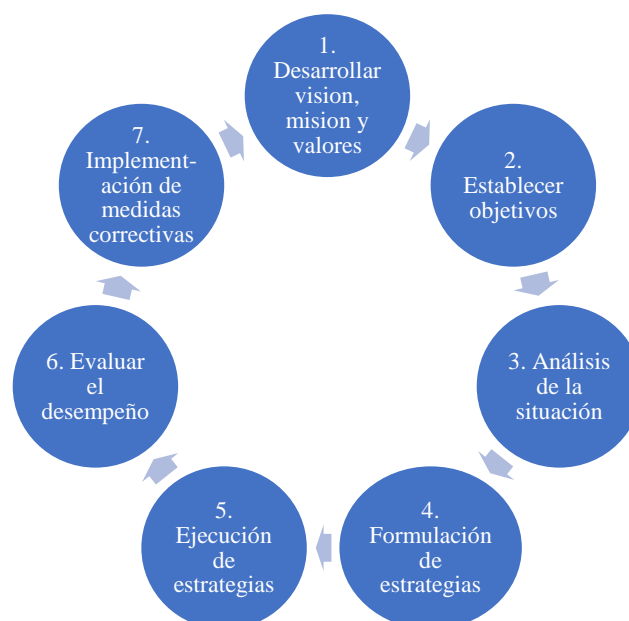 1.
Desarrollar
vision,
mision y
valores
2.
Establecer
objetivos
3. Análisis
de la
situación
4.
Formulación
de
estrategias
5.
Ejecución
de
estrategias
6. Evaluar
el
desempeño
7.
Implement-
ación de
medidas
correctivas